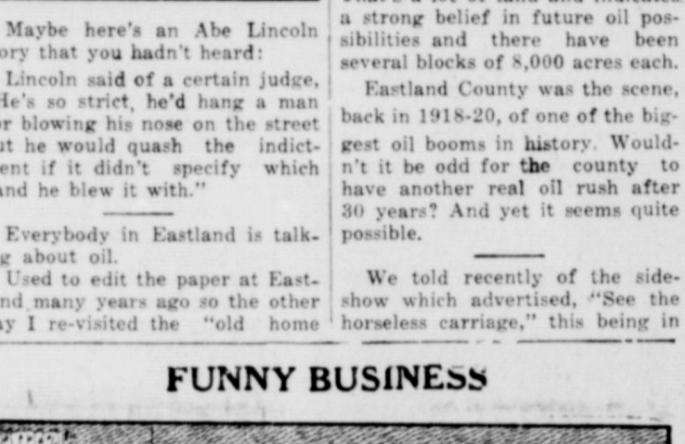 Maybe here's an Abe Lincoln
ory that you hadn't heard:
Lincoln said of a certain judge,
He's so strict, he'd hang a man
r blowing his nose on the street
ut he would quash the indict-
ent if it didn't specify which
and he blew it with."
Everybody in Eastland is talk-
g about oil.
Used to edit the paper at East-
nd many years ago so the other
ay I re-visited the "old home
a strong belief in future oil pos-
sibilities and there have been
several blocks of 8,000 acres each.
Eastland County was the scene,
back in 1918-20, of one of the big-
gest oil booms in history. Would-
n't it be odd for the county to
have another real oil rush after
30 years? And yet it seems quite
possible.
We told recently of the side-
show which advertised, "See the
horseless carriage," this being in
FUNNY BUSINESS